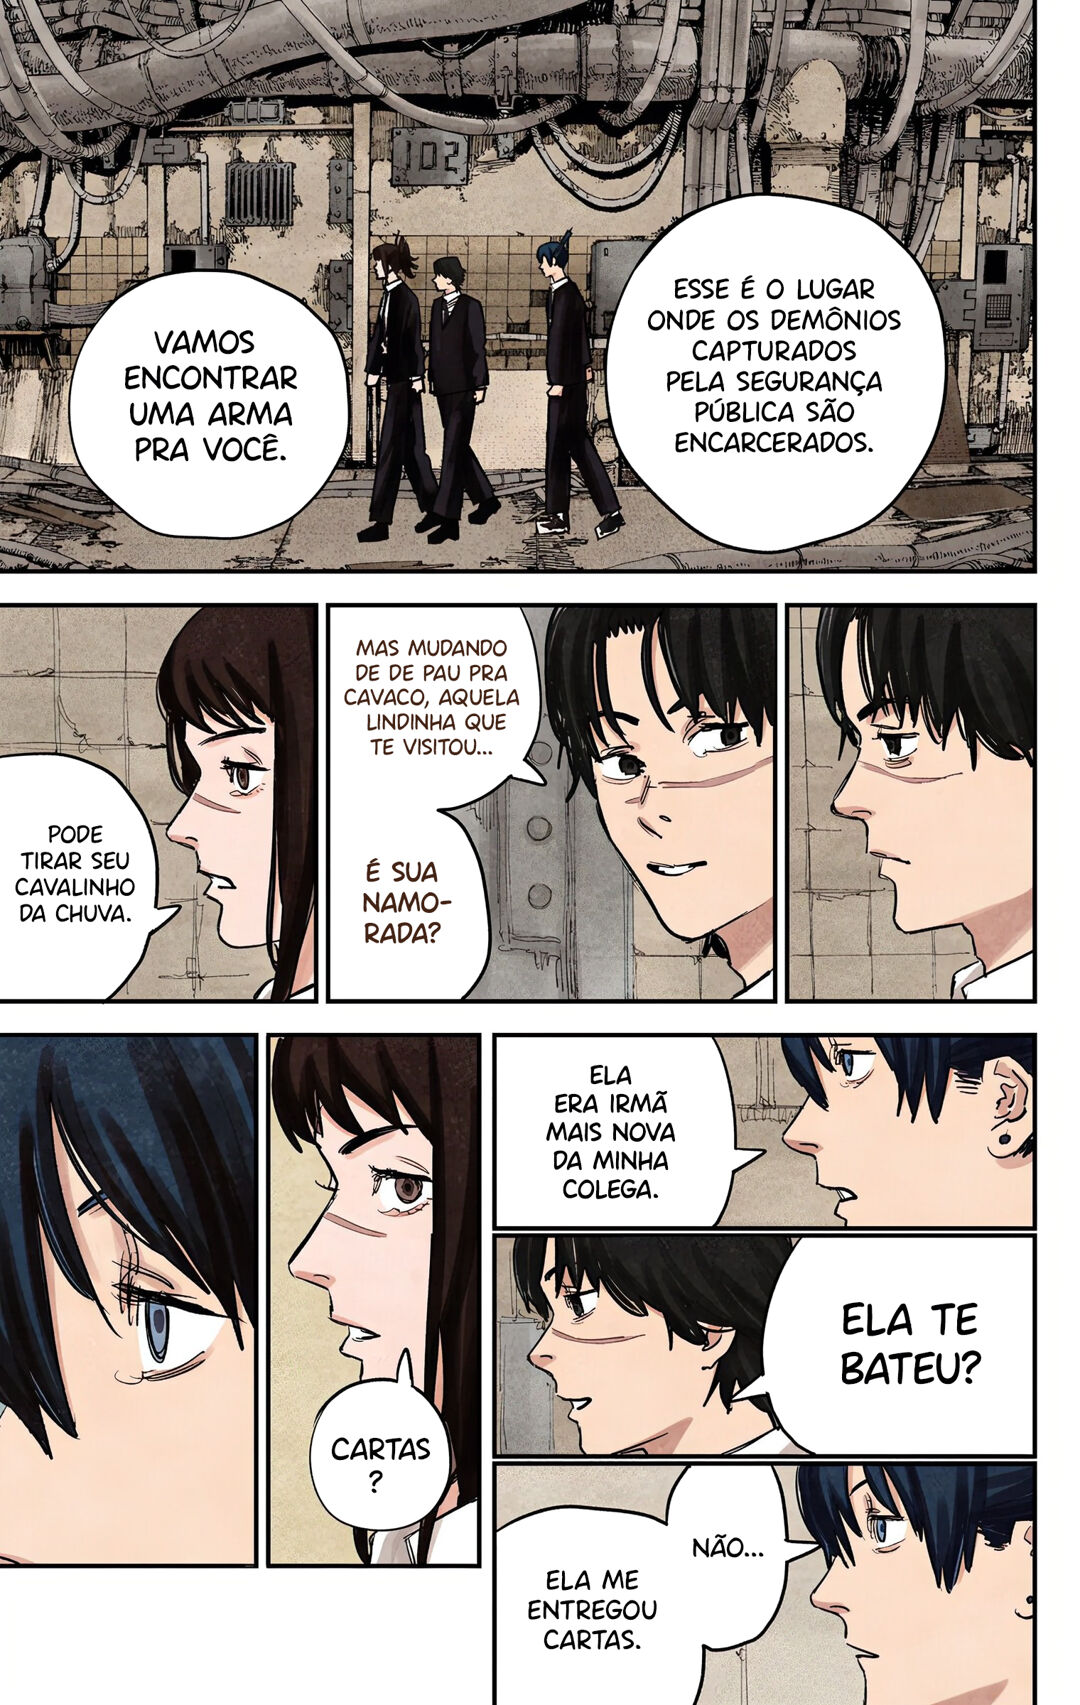 102
ESSE É O LUGAR
ONDE OS DEMÔNIOS
CAPTURADOS
PELA SEGURANÇA
PÚBLICA SÃO
ENCARCERADOS.
VAMOS
ENCONTRAR
UMA ARMA
PRA VOCÊ.
MAS MUDANDO
DE DE PAU PRA
CAVACO, AQUELA
LINDINHA QUE
TE VISITOU...
É SUA
NAMO-
RADA?
PODE
TIRAR SEU
CAVALINHO
DA CHUVA.
ELA
ERA IRMÃ
MAIS NOVA
DA MINHA
COLEGA.
ELA TE
BATEU?
NÃO...
ELA ME
ENTREGOU
CARTAS.
CARTAS
?